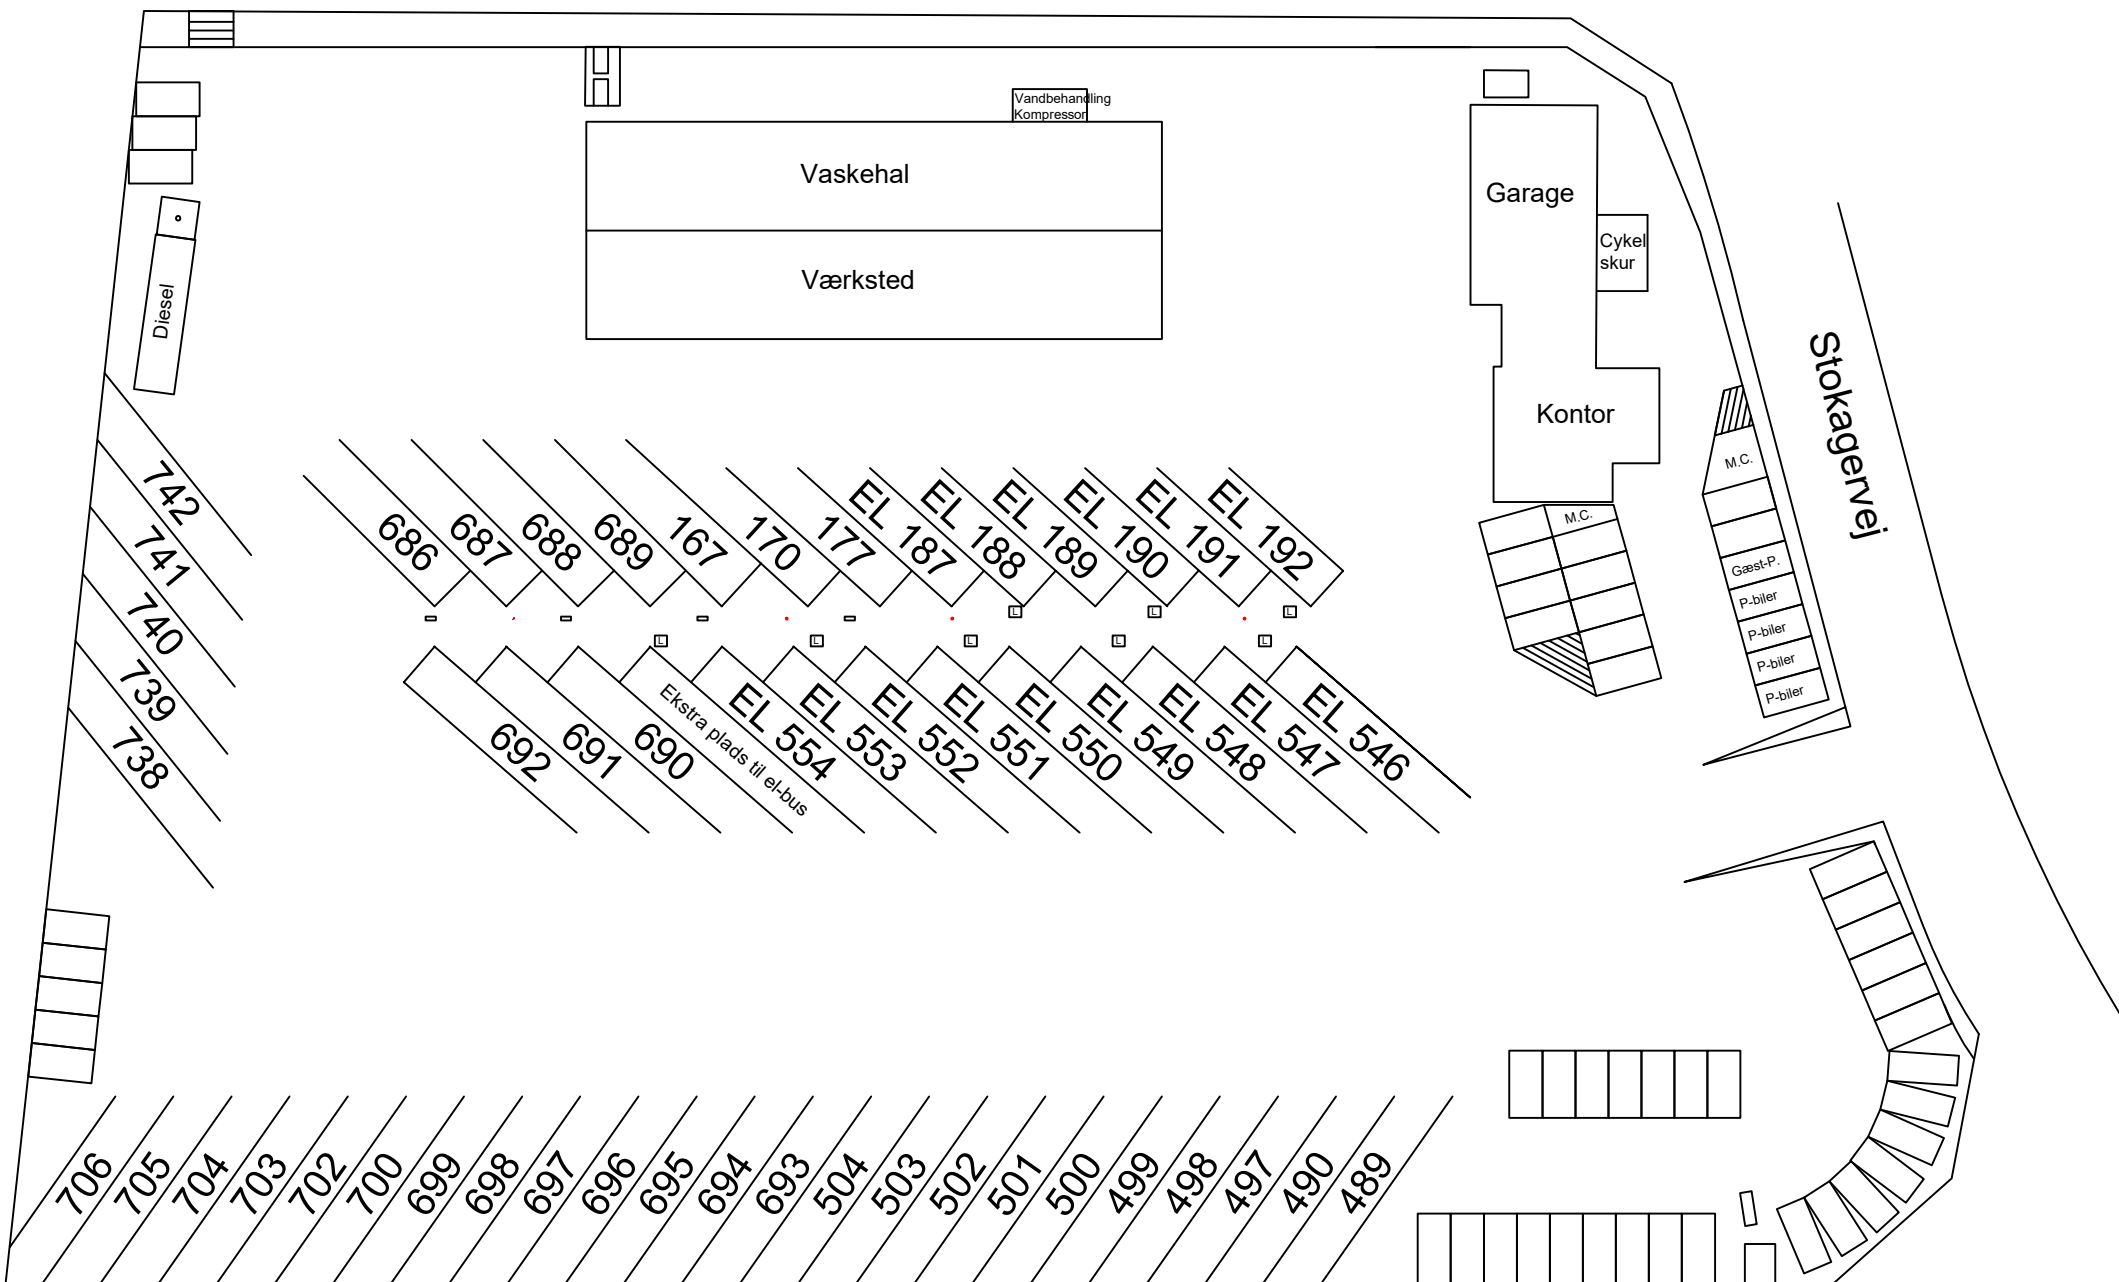 Vandbehandling
Kompressor
Vaskehal
Værksted
Garage
Cykel
skur
Kontor
Diesel
Stokagervej
M.C.
Gæst-P.
P-biler
P-biler
P-biler
P-biler
M.C.
742
741
740
739
738
686
687
688
689
167
170
177
EL 187
EL 188
EL 189
EL 190
EL 191
EL 192
L
L
L
L
L
L
L
L
692
691
690
Ekstra plads til el-bus
EL 554
EL 553
EL 552
EL 551
EL 550
EL 549
EL 548
EL 547
EL 546
706
705
704
703
702
700
699
698
697
696
695
694
693
504
503
502
501
500
499
498
497
490
489